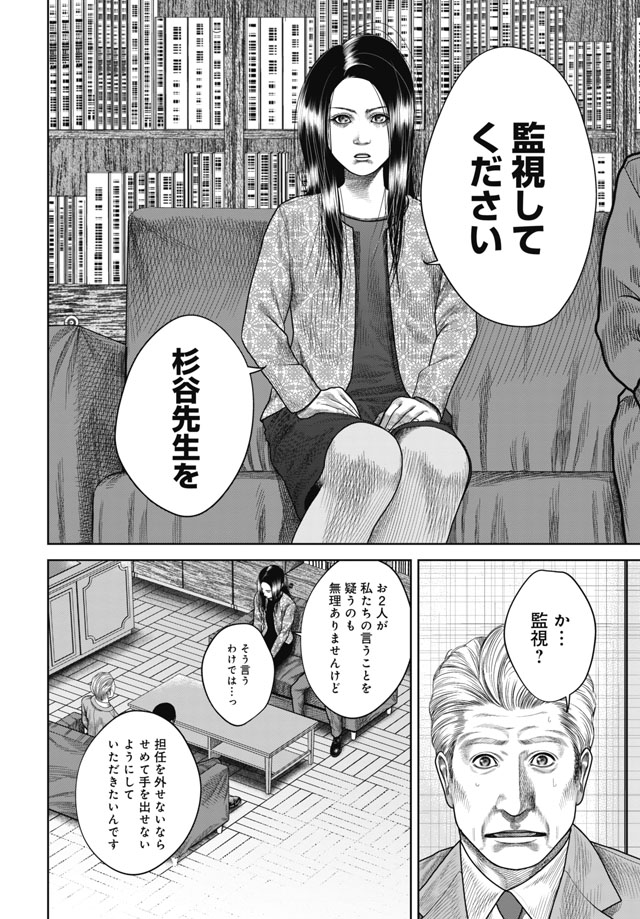 監視して
ください
杉谷先生を
か…
監視?
お2人が
私たちの言うことを
疑うのも
無理ありませんけど
そう言う
わけでは…っ
担任を外せないなら
せめて手を出せない
ようにして
いただきたいんです